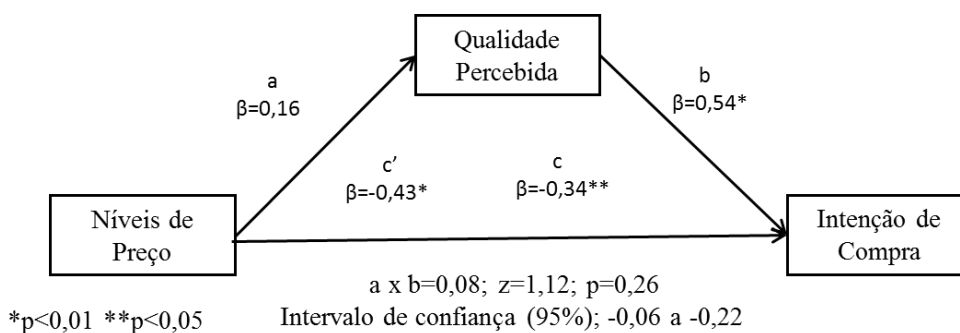 Qualidade
Percebida
a
β=0,16
b
β=0,54*
c’
β=-0,43*
c
β=-0,34**
Níveis de
Preço
Intenção de
Compra
a x b=0,08; z=1,12; p=0,26
*p<0,01 **p<0,05
Intervalo de confiança (95%); -0,06 a -0,22